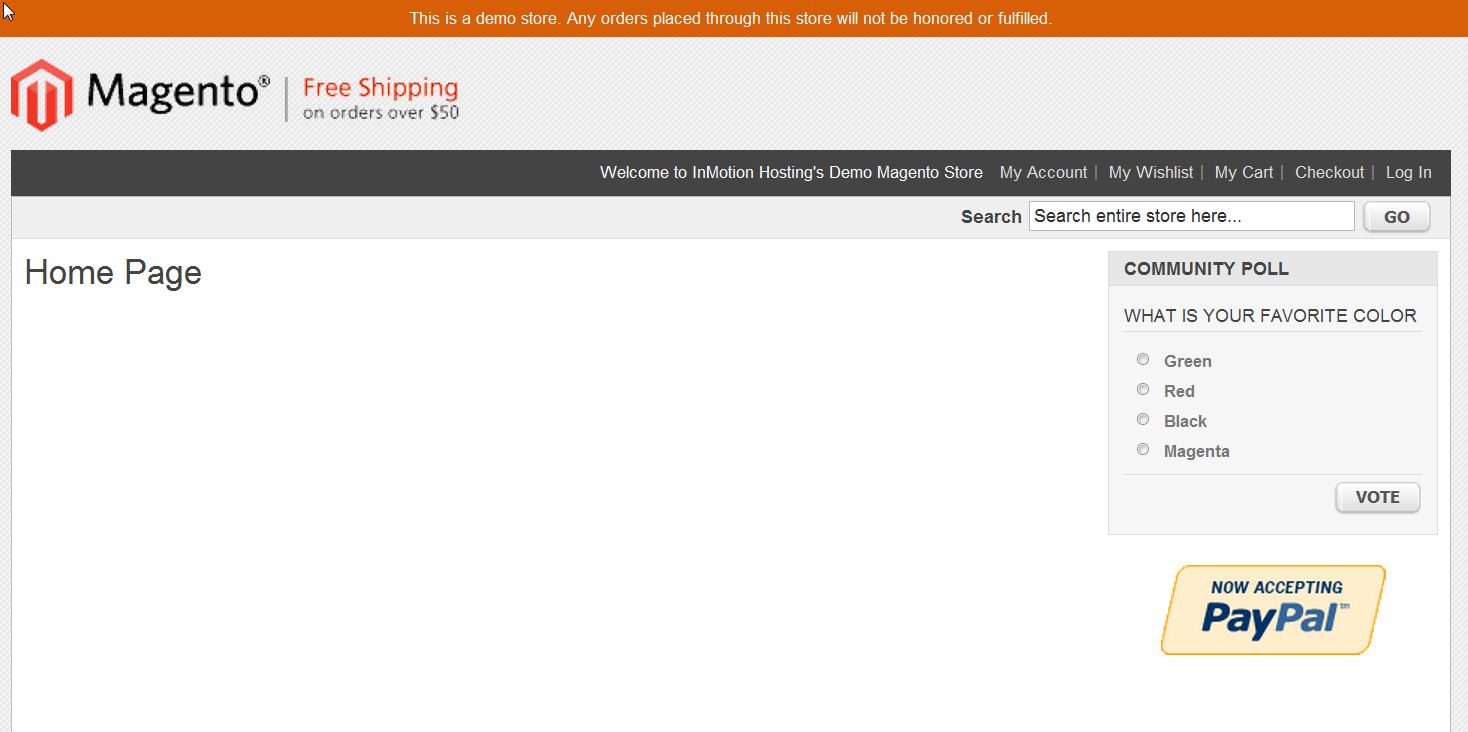 This is a demo store. Any orders placed through this store will not be honored or fulfilled.
Magento®
Free Shipping
on orders over $50
Welcome to InMotion Hosting's Demo Magento Store My Account | My Wishlist | My Cart | Checkout | Log In
Search Search entire store here... GO
Home Page
COMMUNITY POLL
WHAT IS YOUR FAVORITE COLOR
Green
Red
Black
Magenta
VOTE
NOW ACCEPTING
PayPal™